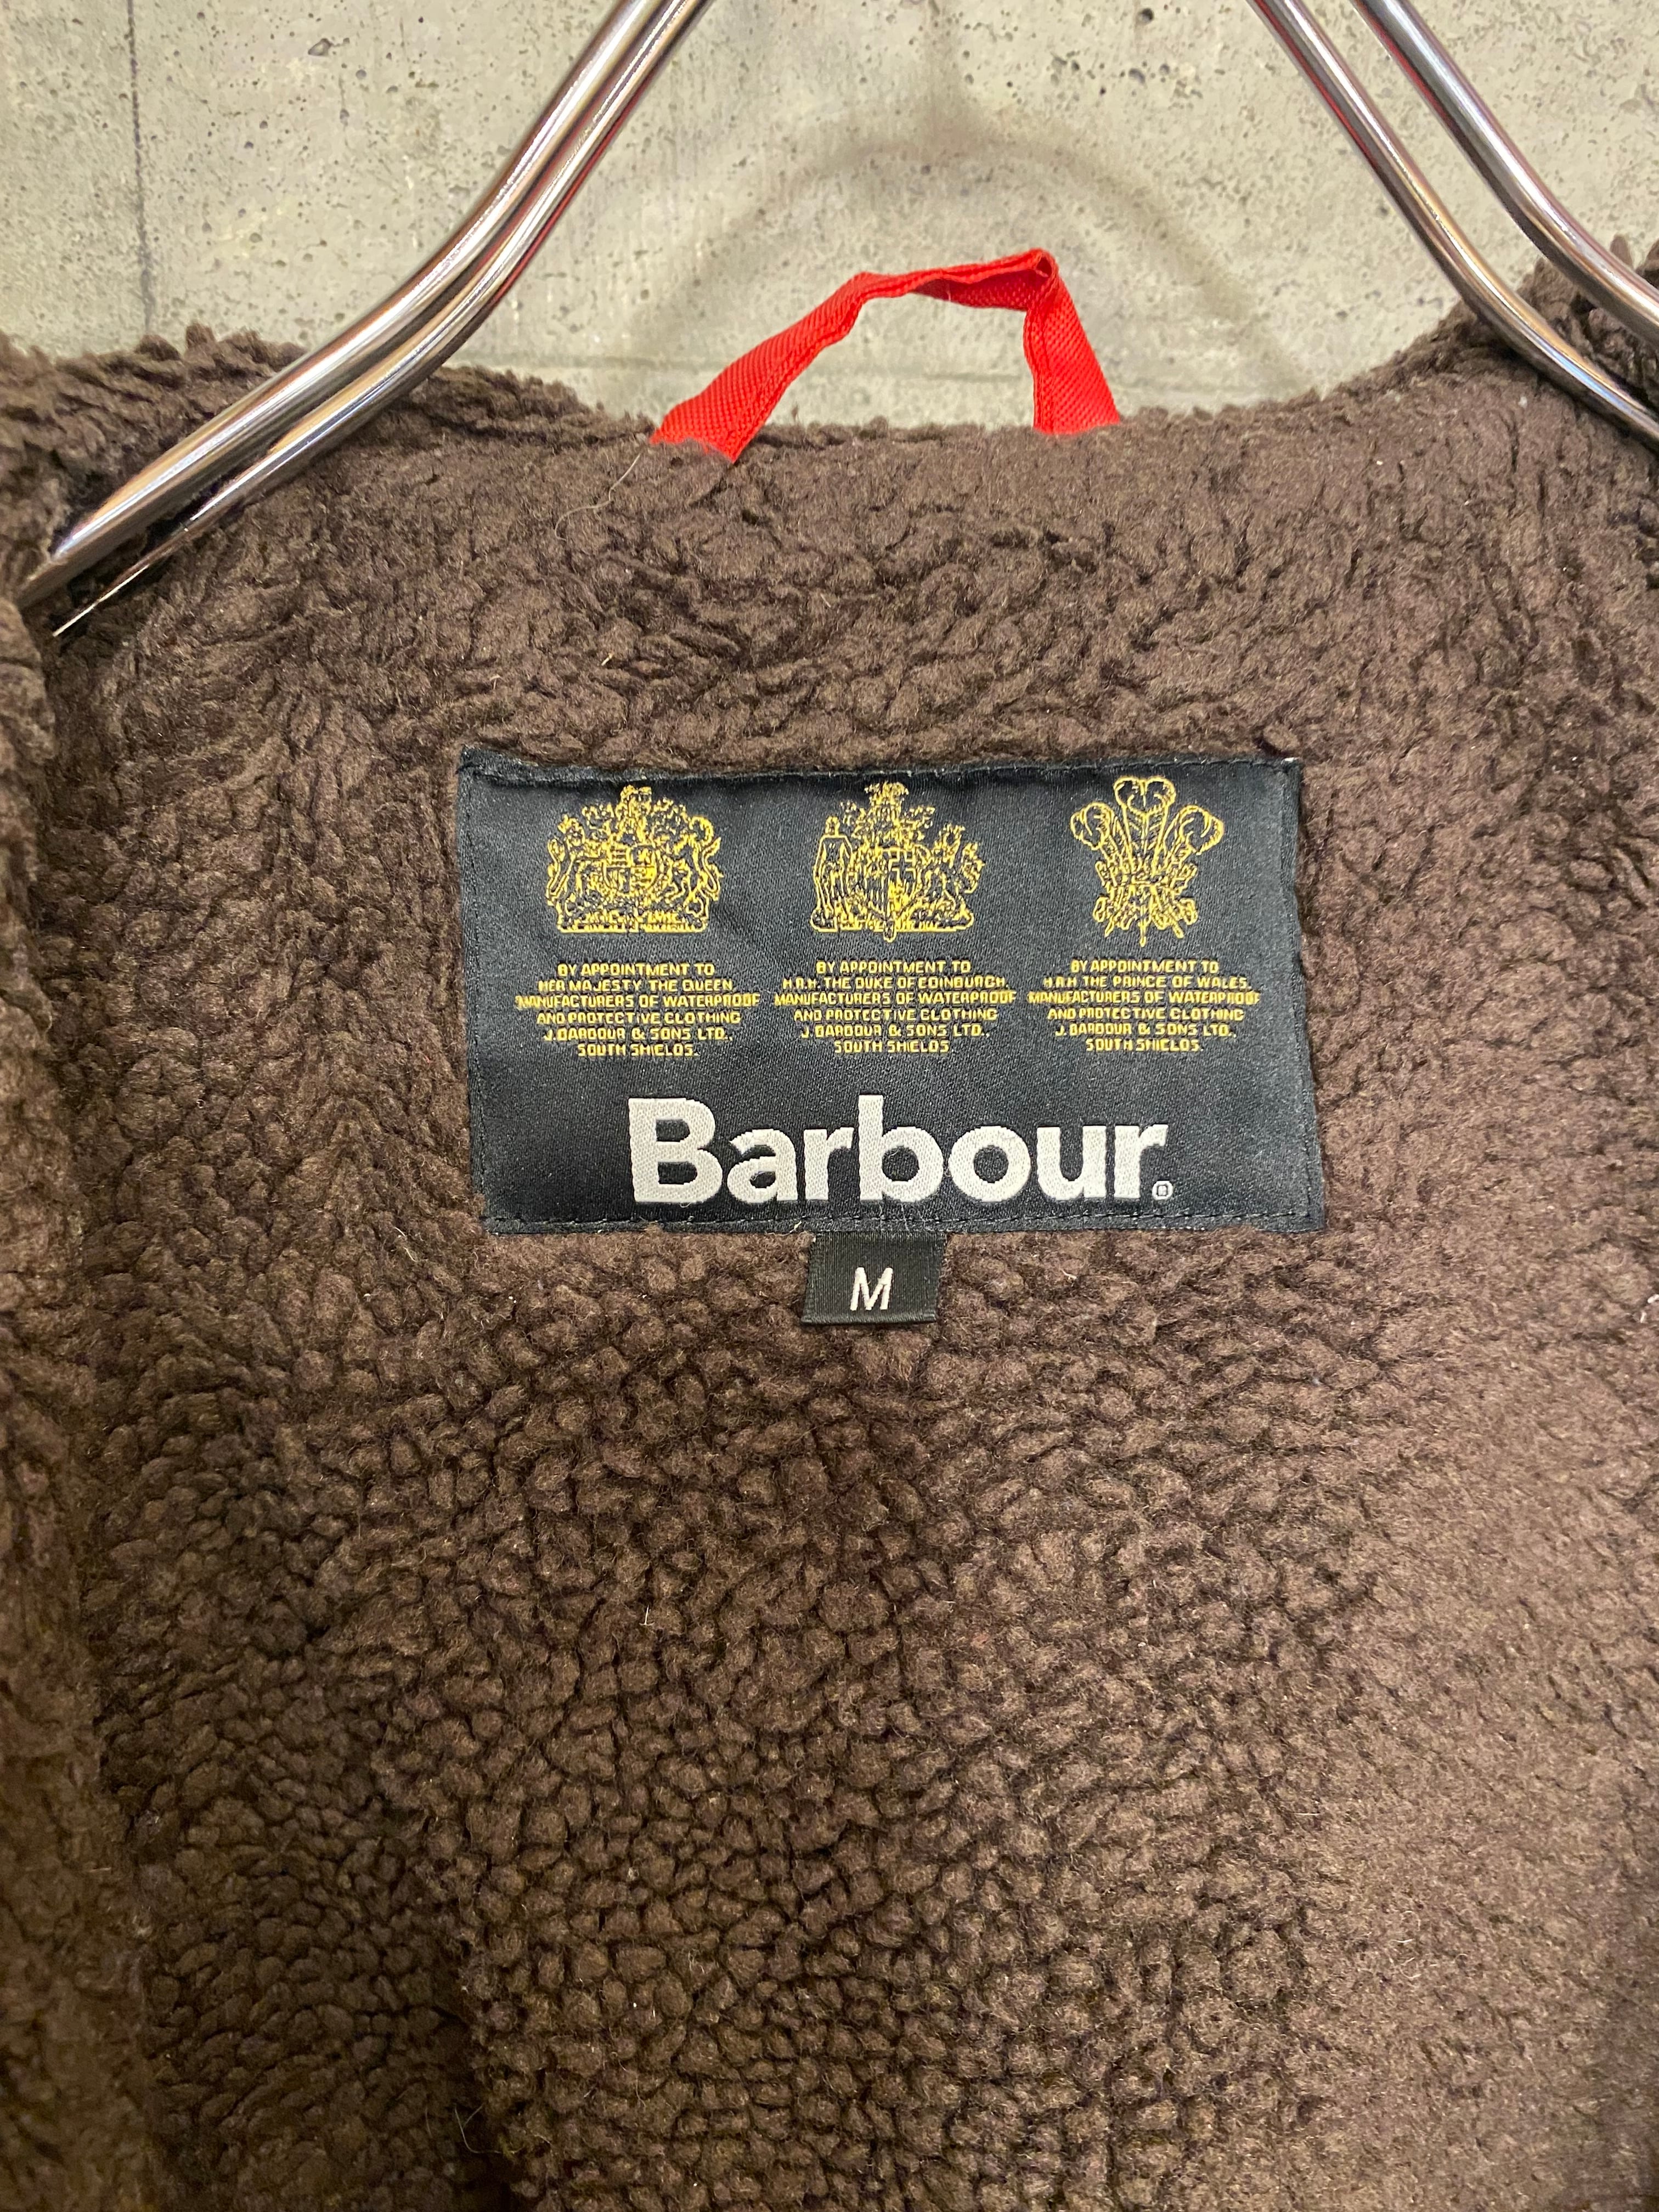 BY APPOINTMENT TO
HER MAJESTY THE QUEEN
MANUFACTURERS OF WATERPROOF
AND PROTECTIVE CLOTHING
J. BARBOUR & SONS LTD.,
SOUTH SHIELDS.
BY APPOINTMENT TO
H.R.H. THE DUKE OF EDINBURGH.
MANUFACTURERS OF WATERPROOF
AND PROTECTIVE CLOTHING
J. BARBOUR & SONS LTD.,
SOUTH SHIELDS
BY APPOINTMENT TO
H.R.H THE PRINCE OF WALES.
MANUFACTURERS OF WATERPROOF
AND PROTECTIVE CLOTHING
J. BARBOUR & SONS LTD.,
SOUTH SHIELDS.
Barbour.®
M